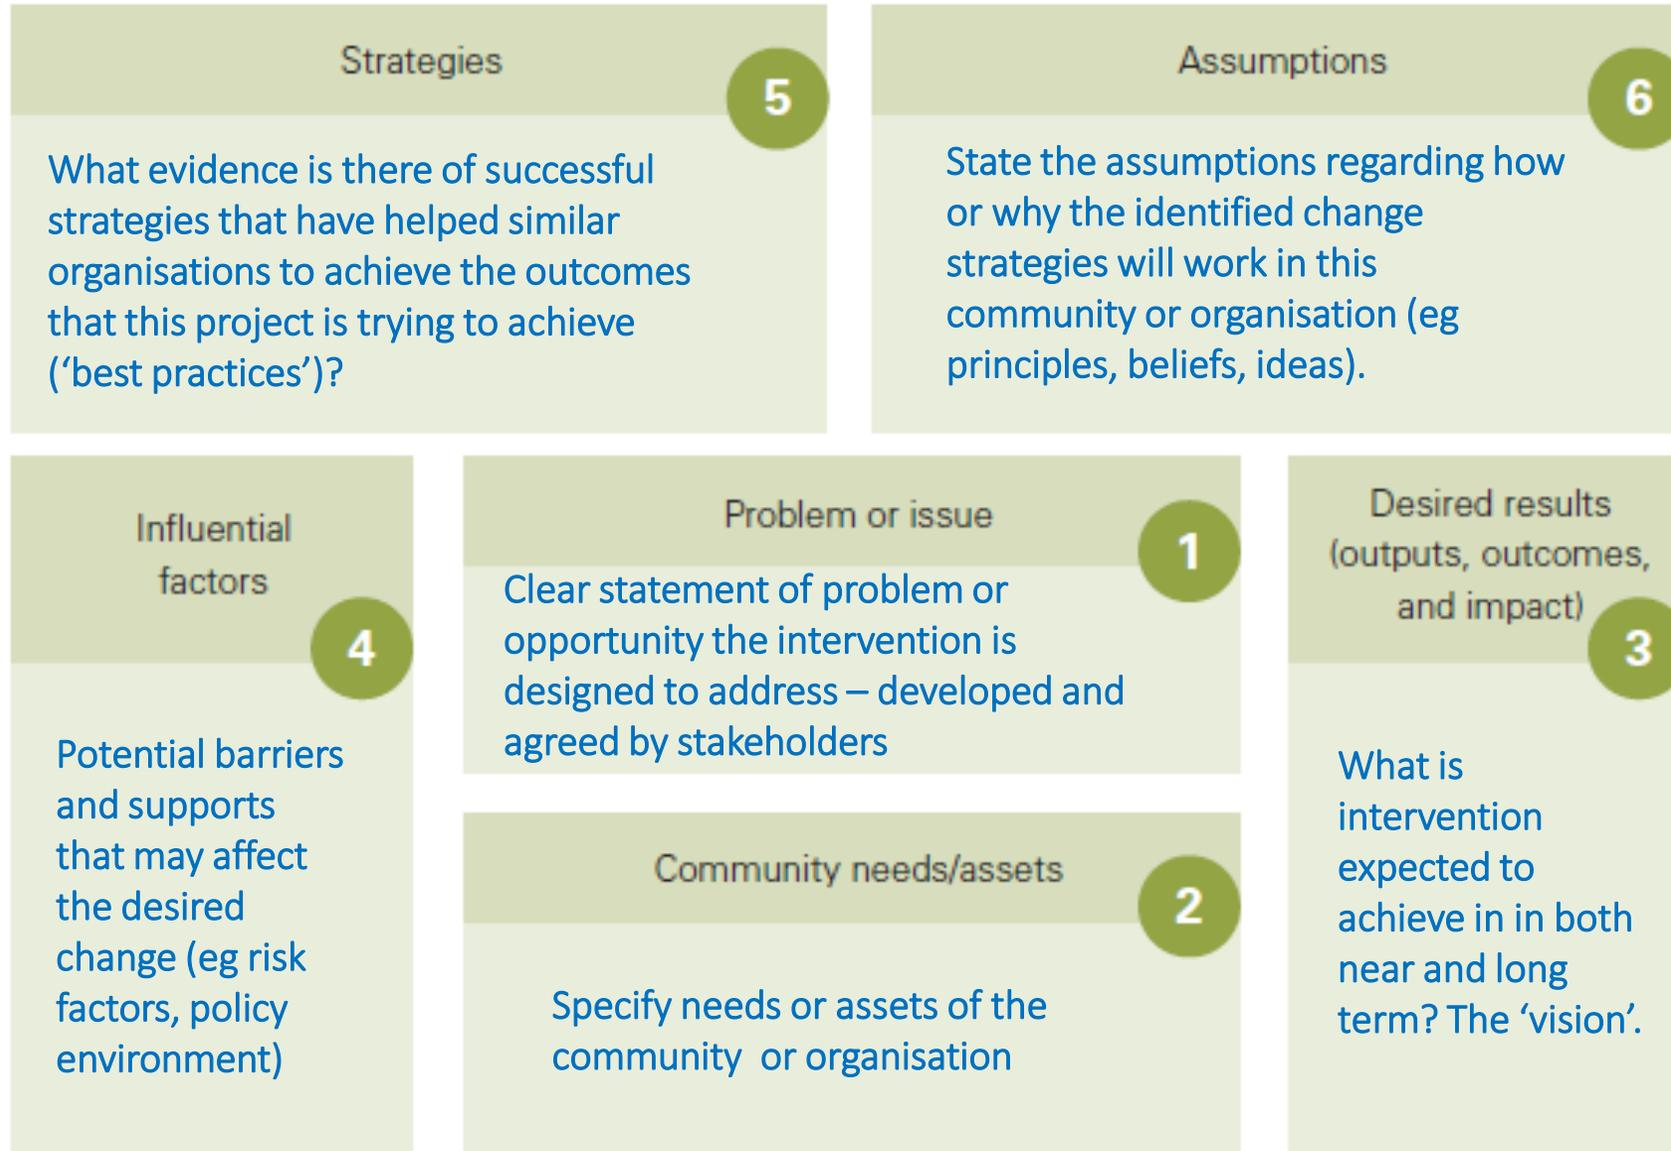 Strategies
5
What evidence is there of successful
strategies that have helped similar
organisations to achieve the outcomes
that this project is trying to achieve
(‘best practices’)?
Assumptions
6
State the assumptions regarding how
or why the identified change
strategies will work in this
community or organisation (eg
principles, beliefs, ideas).
Influential
factors
4
Potential barriers
and supports
that may affect
the desired
change (eg risk
factors, policy
environment)
Problem or issue
1
Clear statement of problem or
opportunity the intervention is
designed to address – developed and
agreed by stakeholders
Community needs/assets
2
Specify needs or assets of the
community  or organisation
Desired results
(outputs, outcomes,
and impact)
3
What is
intervention
expected to
achieve in in both
near and long
term? The ‘vision’.